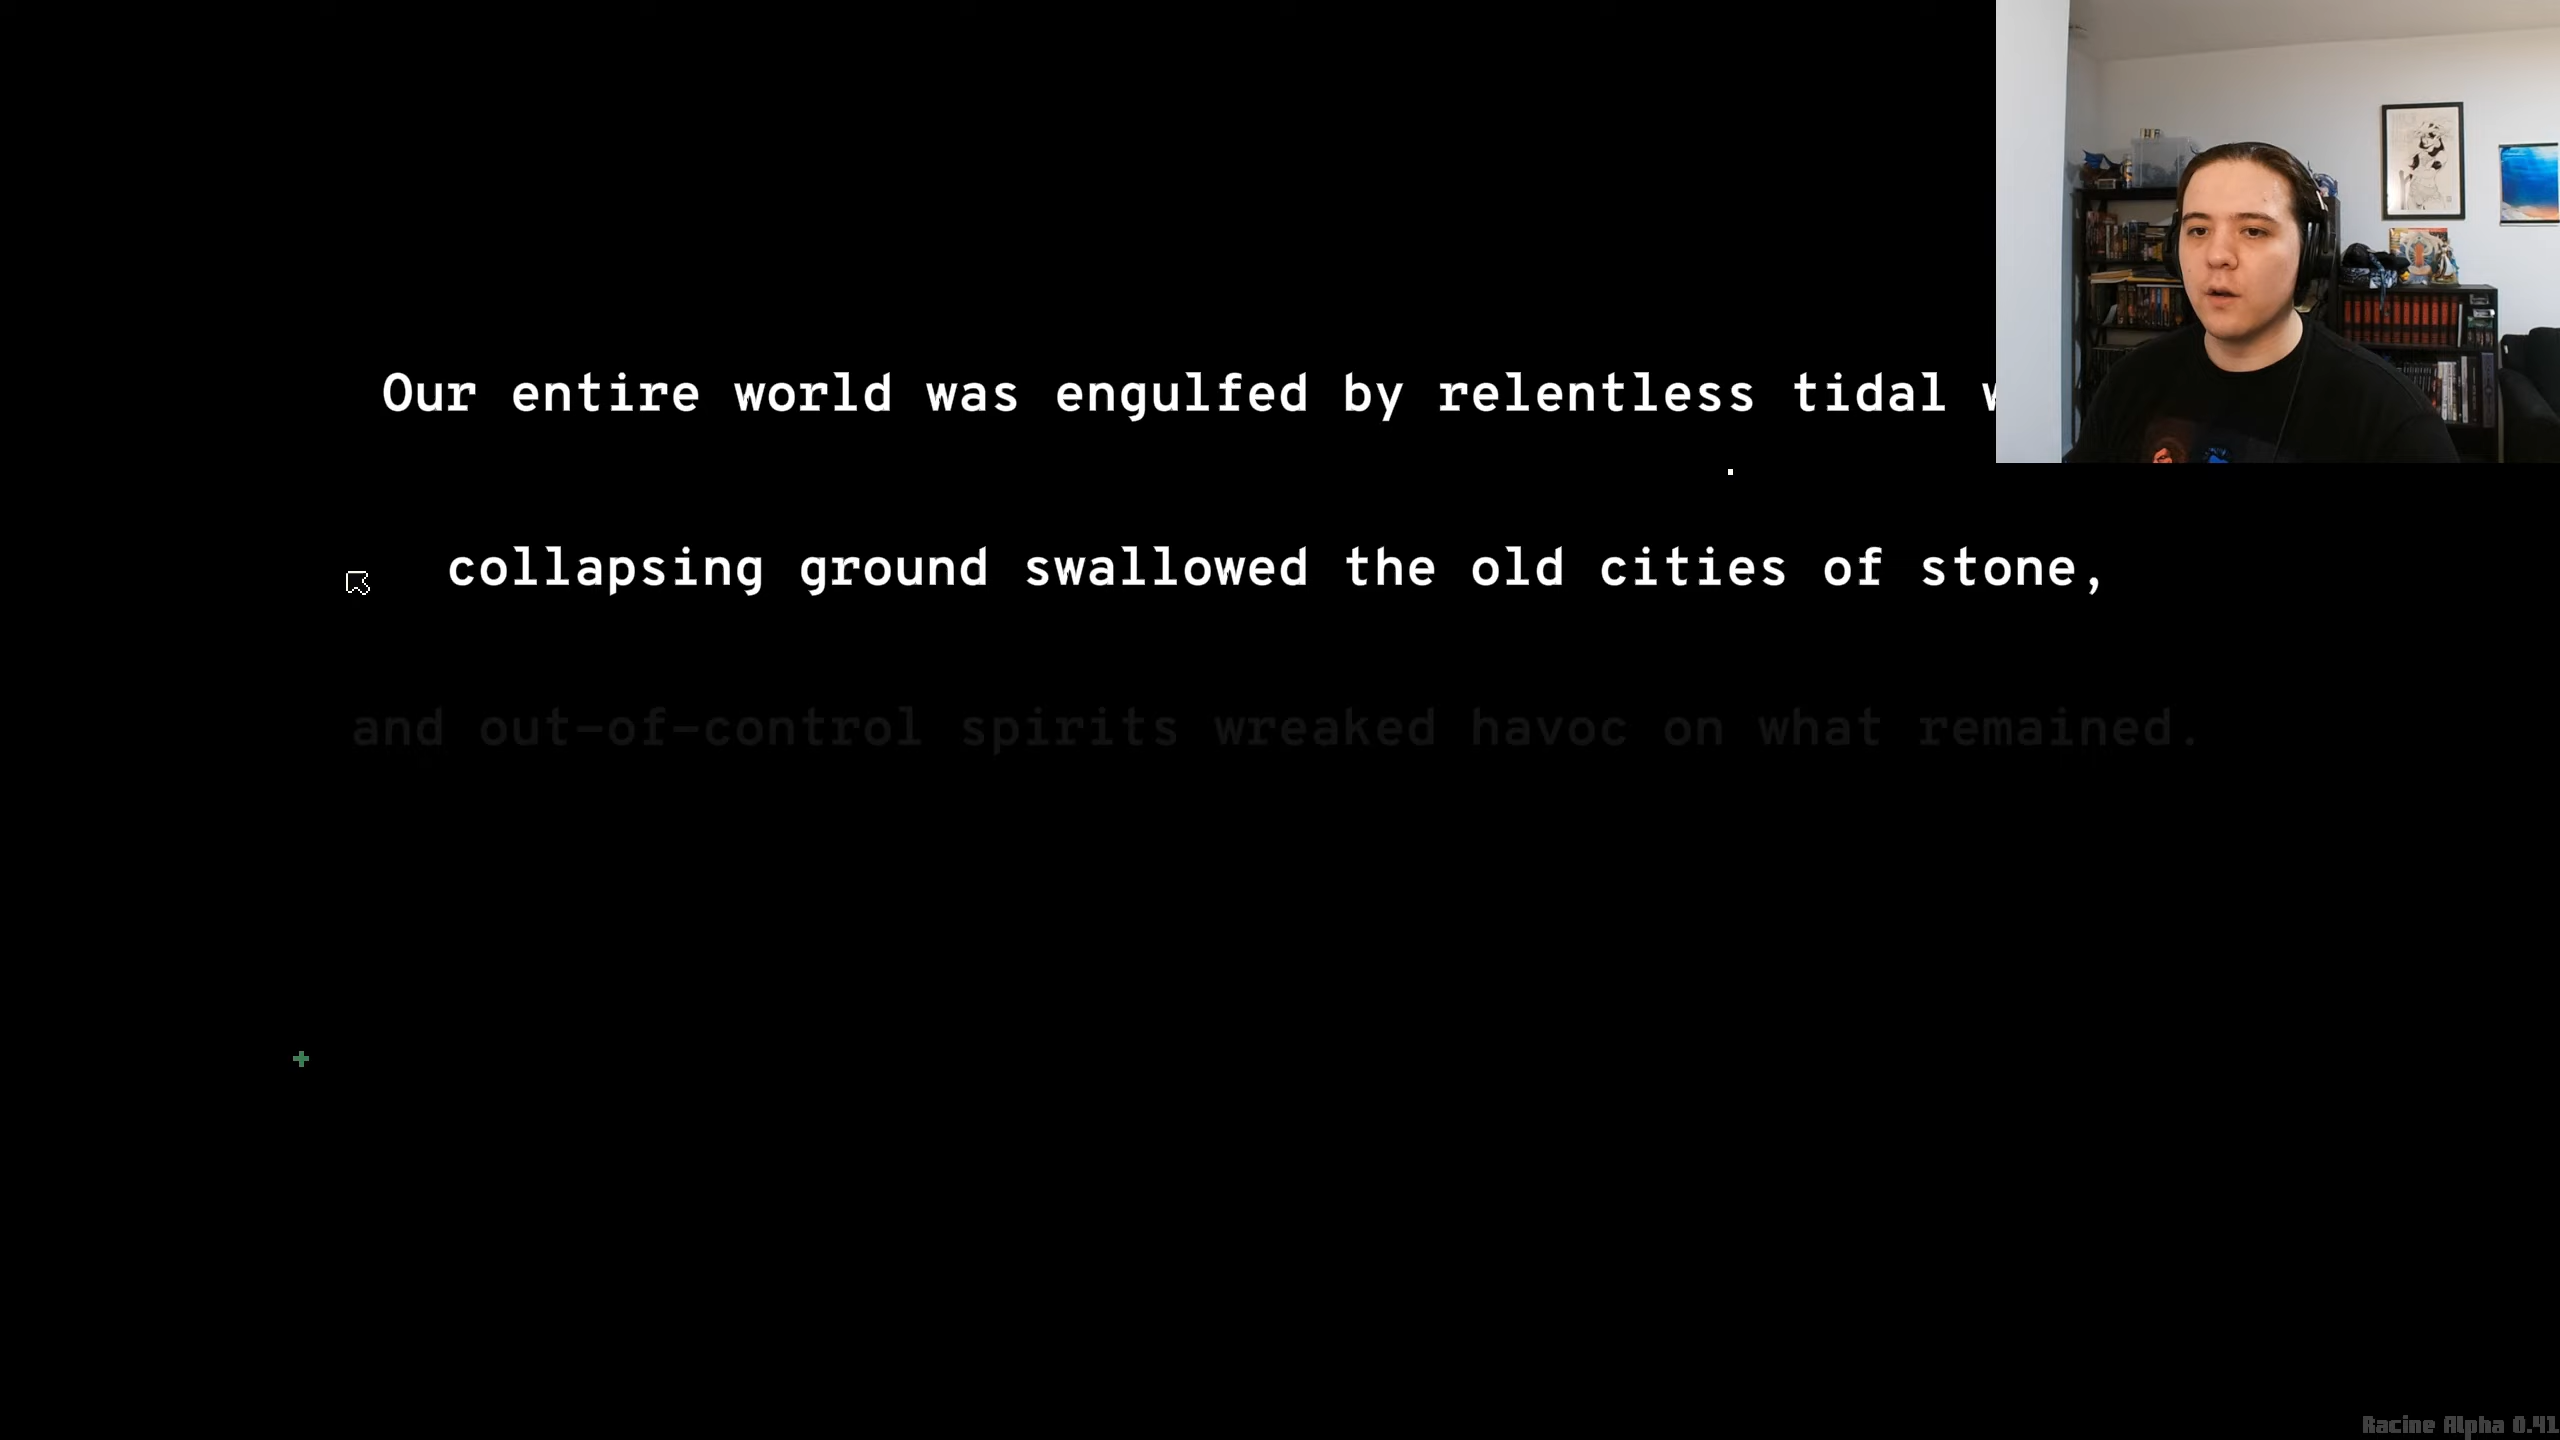 Our entire world was engulfed by relentless tidal
collapsing ground swallowed the old cities of stone,
and out-of-control spirits wreaked havoc on what remained.
Racine Alpha 0.41